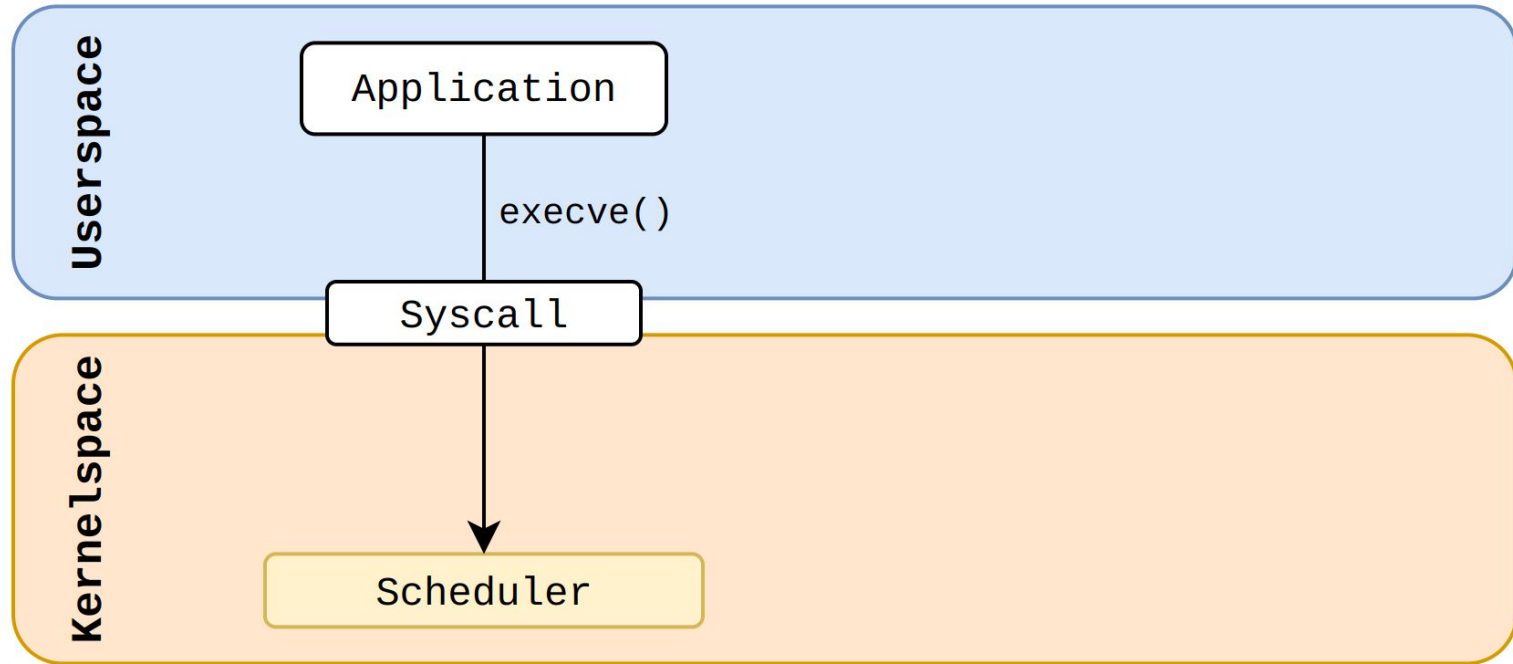 Userspace
Application
execve()
Syscall
Kernelspace
Scheduler